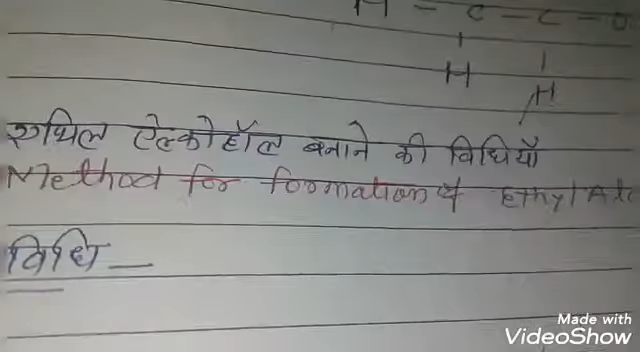 H - C - C - O
H
H
एथिल ऐल्कोहॉल बनाने की विधियाँ
Method for formation of Ethyl Alc
विधि _
Made with
VideoShow